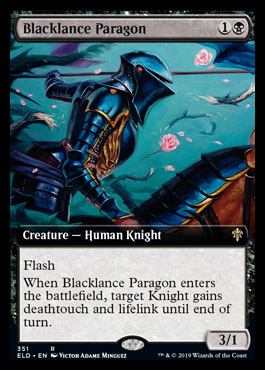 Blacklance Paragon 1
Creature — Human Knight
Flash
When Blacklance Paragon enters
the battlefield, target Knight gains
deathtouch and lifelink until end of
turn.
351 R
ELD • EN VICTOR ADAME MINGUEZ
3/1
™ & © 2019 Wizards of the Coast